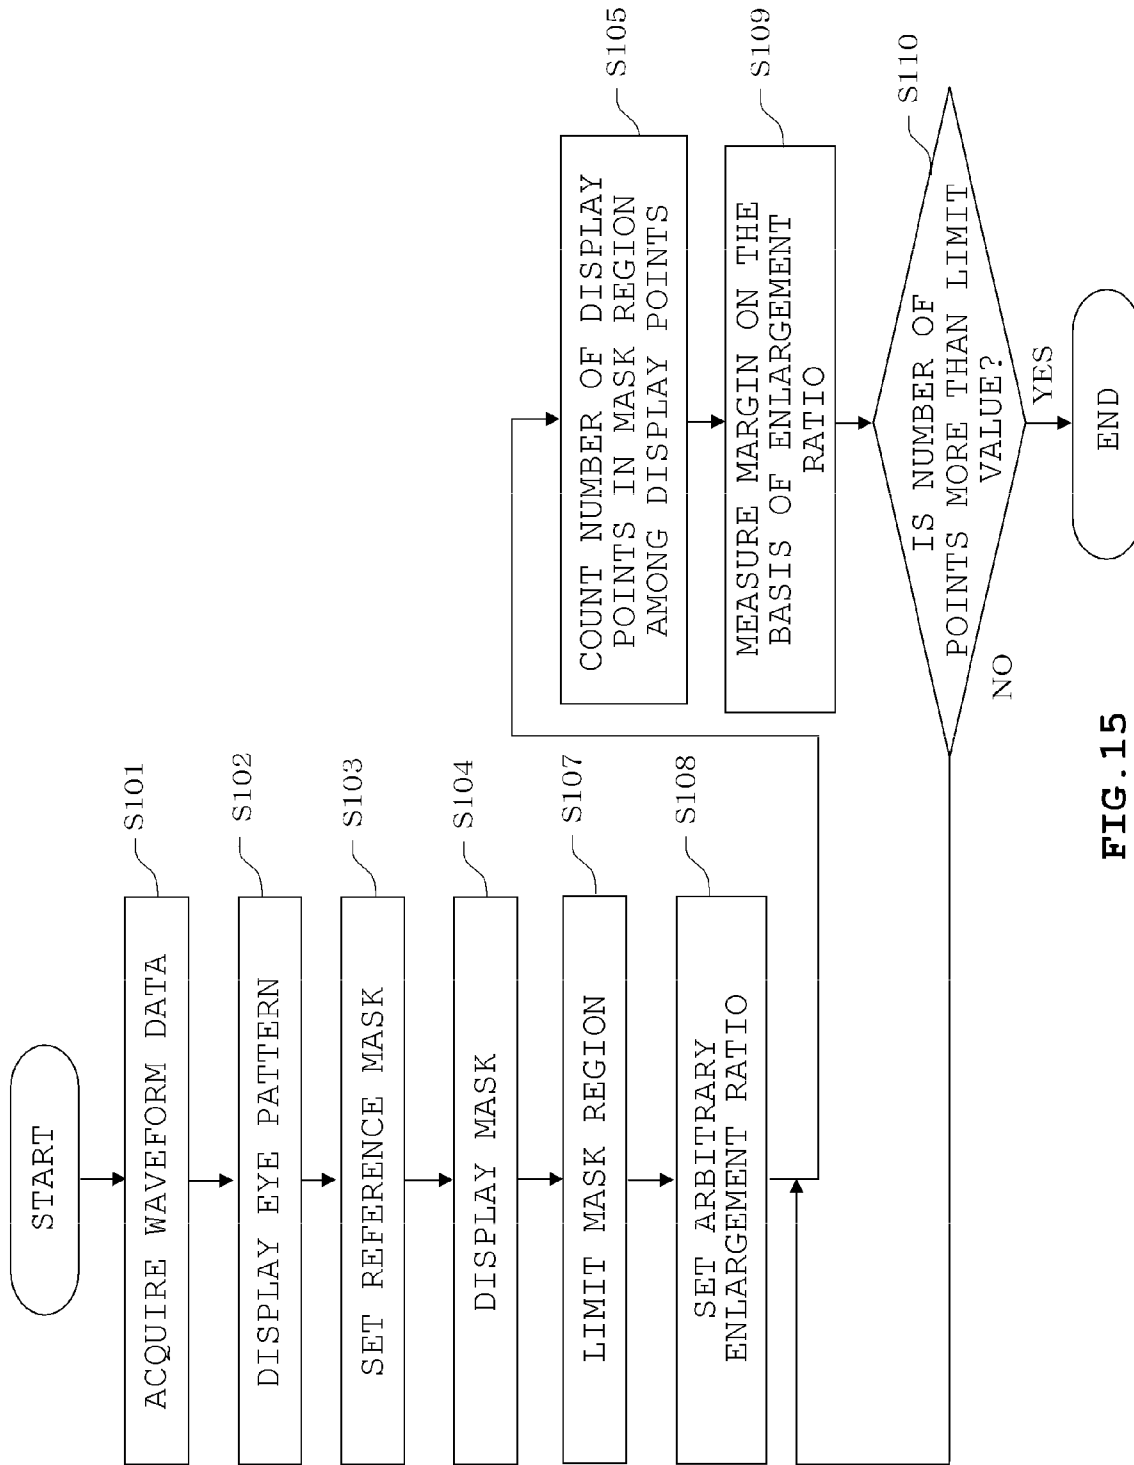 START
ACQUIRE WAVEFORM DATA
S101
DISPLAY EYE PATTERN
S102
SET REFERENCE MASK
S103
DISPLAY MASK
S104
LIMIT MASK REGION
S107
SET ARBITRARY
ENLARGEMENT RATIO
S108
COUNT NUMBER OF DISPLAY
POINTS IN MASK REGION
AMONG DISPLAY POINTS
S105
MEASURE MARGIN ON THE
BASIS OF ENLARGEMENT
RATIO
S109
IS NUMBER OF
POINTS MORE THAN LIMIT
VALUE?
S110
NO
YES
END
FIG.15